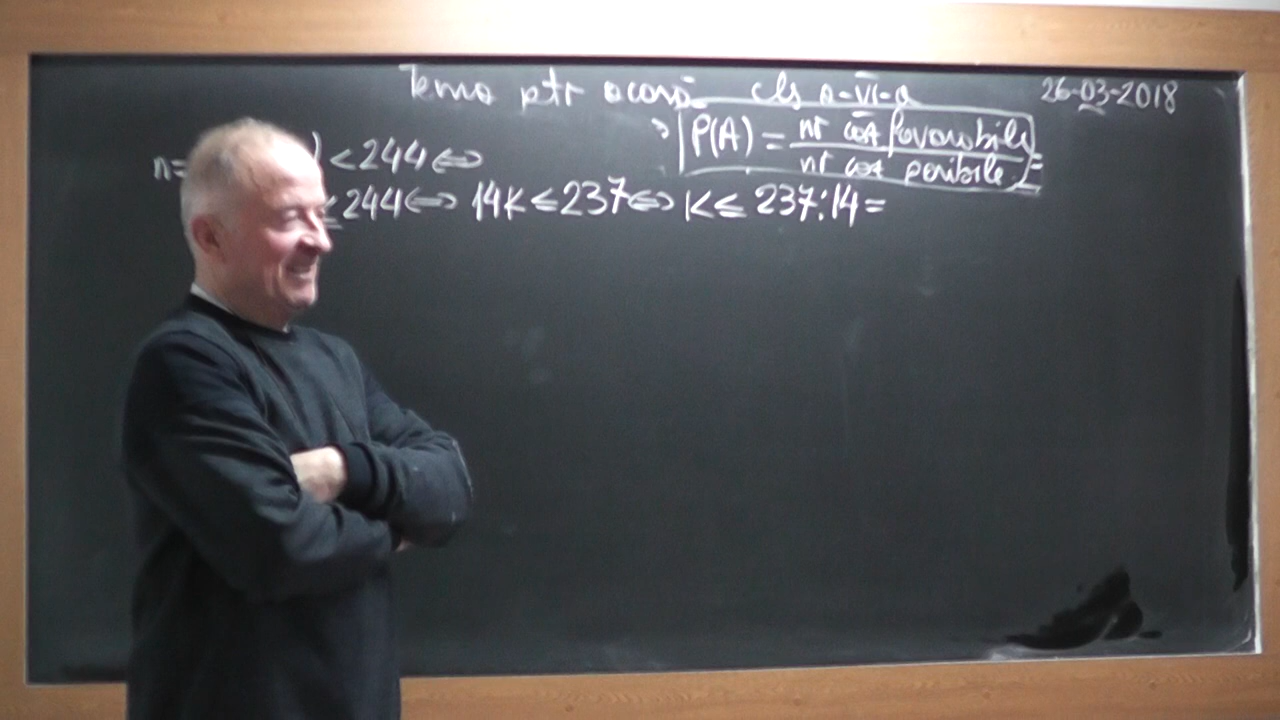 Tema ptr acasă cls a-VI-a 26-03-2018
P(A) = nr caz favorabile / nr caz posibile =
n= ) < 244 ⇔
≤ 244 ⇔ 14K ≤ 237 ⇔ K ≤ 237:14 =